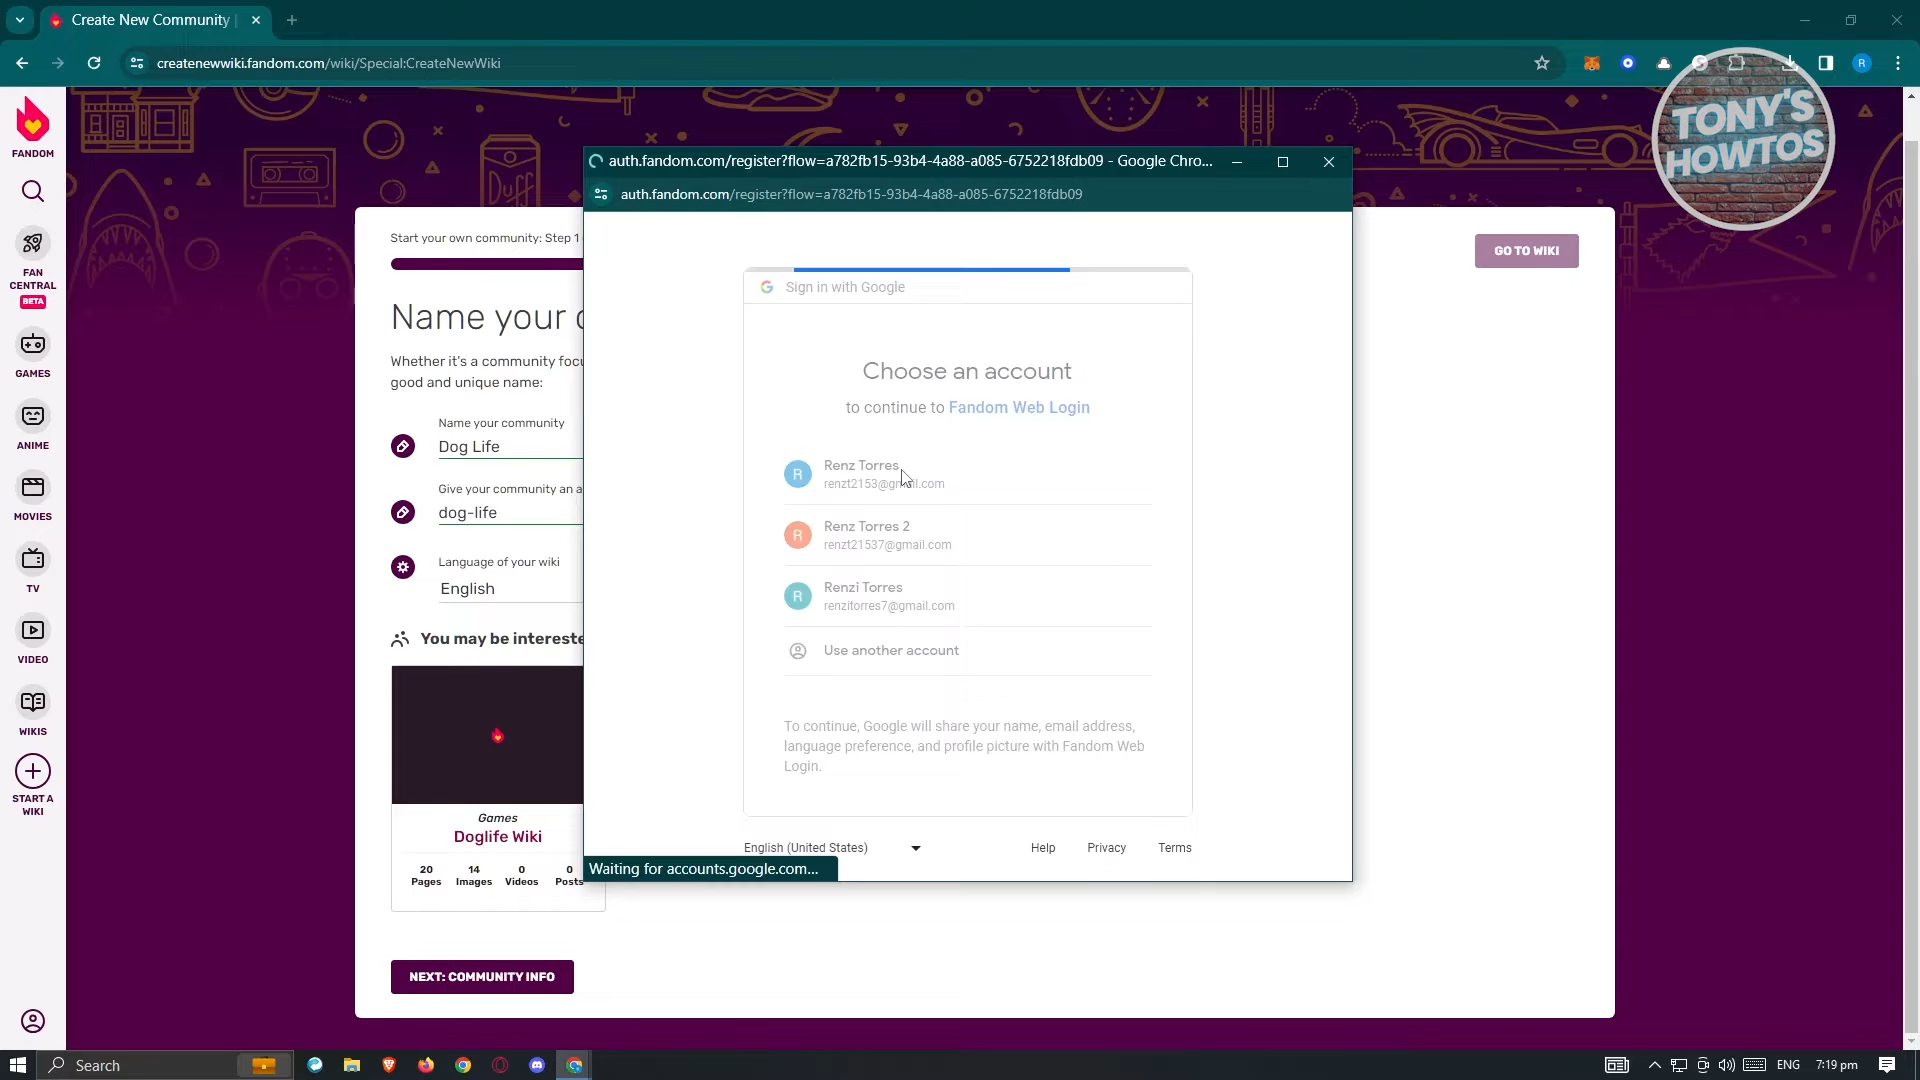 Create New Community
createnewwiki.fandom.com/wiki/Special:CreateNewWiki
R
TONY'S
HOWTOS
FANDOM
FAN
CENTRAL
BETA
GAMES
ANIME
MOVIES
TV
VIDEO
WIKIS
START A
WIKI
Duff
Start your own community: Step 1
GO TO WIKI
Name your
Whether it's a community focu
good and unique name:
Name your community
Dog Life
Give your community an a
dog-life
Language of your wiki
English
You may be intereste
Games
Doglife Wiki
20 14 0 0
Pages Images Videos Posts
NEXT: COMMUNITY INFO
auth.fandom.com/register?flow=a782fb15-93b4-4a88-a085-6752218fdb09 - Google Chro...
auth.fandom.com/register?flow=a782fb15-93b4-4a88-a085-6752218fdb09
Sign in with Google
Choose an account
to continue to Fandom Web Login
R
Renz Torres
renzt2153@gmail.com
R
Renz Torres 2
renzt21537@gmail.com
R
Renzi Torres
renzitorres7@gmail.com
Use another account
To continue, Google will share your name, email address,
language preference, and profile picture with Fandom Web
Login.
English (United States)
Help Privacy Terms
Waiting for accounts.google.com...
Search
ENG 7:19 pm